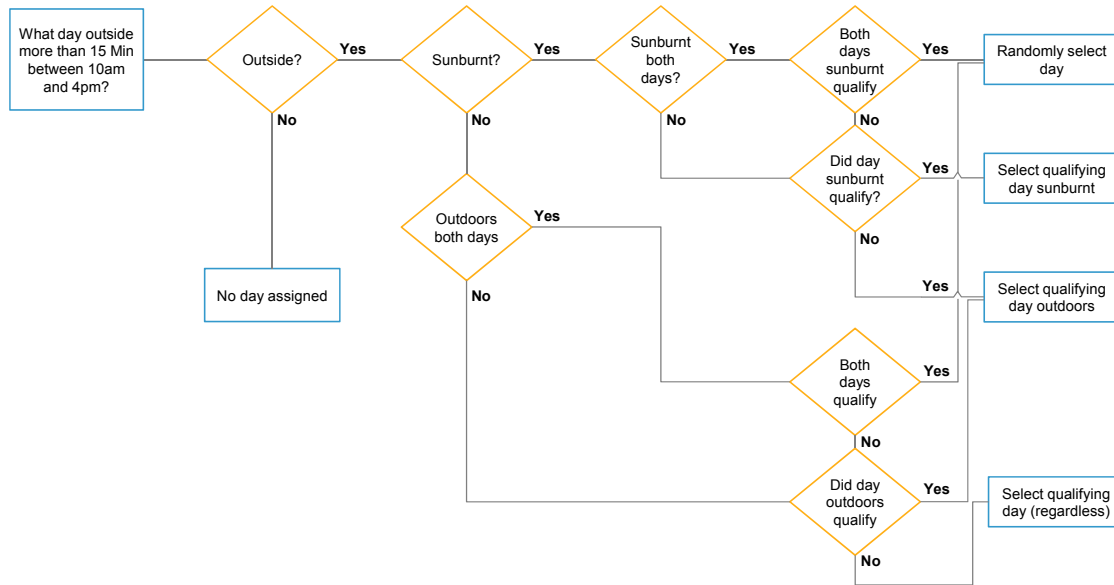 What day outside
more than 15 Min
between 10am
and 4pm?
Outside?
Yes
No
No day assigned
Sunburnt?
Yes
No
Sunburnt
both
days?
Yes
No
Both
days
sunburnt
qualify
Yes
No
Randomly select
day
Did day
sunburnt
qualify?
Yes
No
Select qualifying
day sunburnt
Outdoors
both days
Yes
No
Yes
Select qualifying
day outdoors
Both
days
qualify
Yes
No
Did day
outdoors
qualify
Yes
No
Select qualifying
day (regardless)